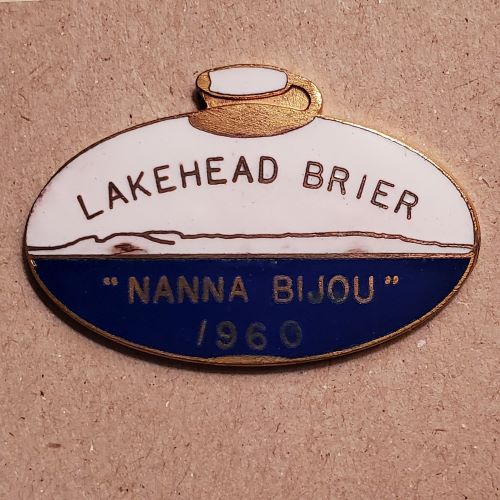 LAKEHEAD BRIER
"NANNA BIJOU"
1960